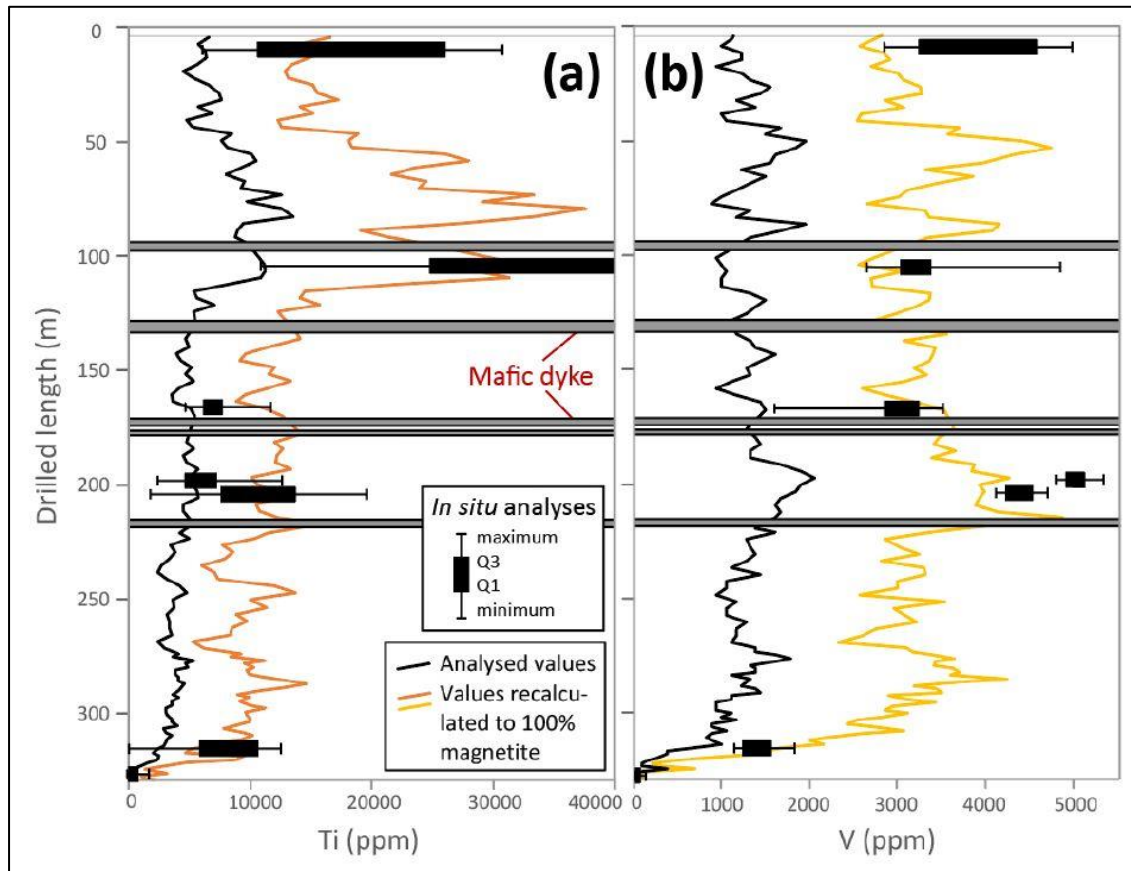 (a)
(b)
0
50
100
150
200
250
300
Drilled length (m)
Mafic dyke
In situ analyses
maximum
Q3
Q1
minimum
Analysed values
Values recalcu-
lated to 100%
magnetite
0 10000 20000 30000 40000
Ti (ppm)
0 1000 2000 3000 4000 5000
V (ppm)